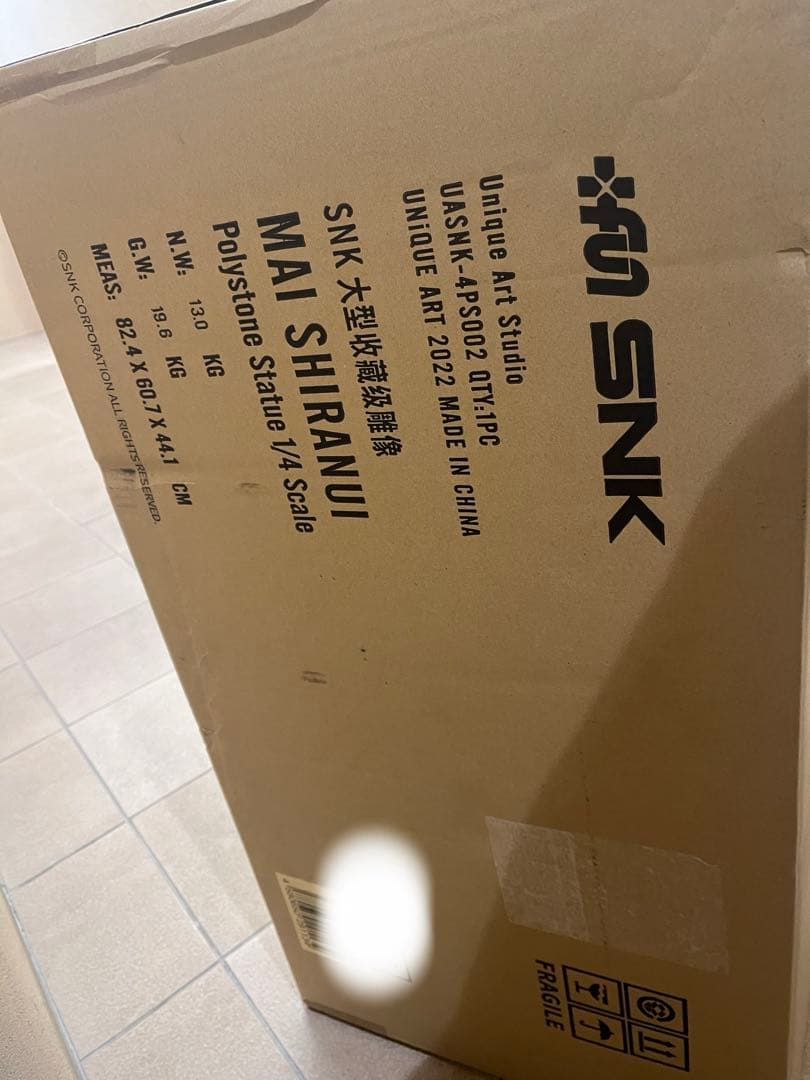 SNK
Unique Art Studio
UASNK-4PS002 QTY:1PC
UNiQUE ART 2022 MADE IN CHINA
SNK 大型收藏级雕像
MAI SHIRANUI
Polystone Statue 1/4 Scale
N.W: 13.0 KG
G.W: 19.6 KG
MEAS: 82.4 X 60.7 X 44.1 CM
©SNK CORPORATION ALL RIGHTS RESERVED.
FRAGILE